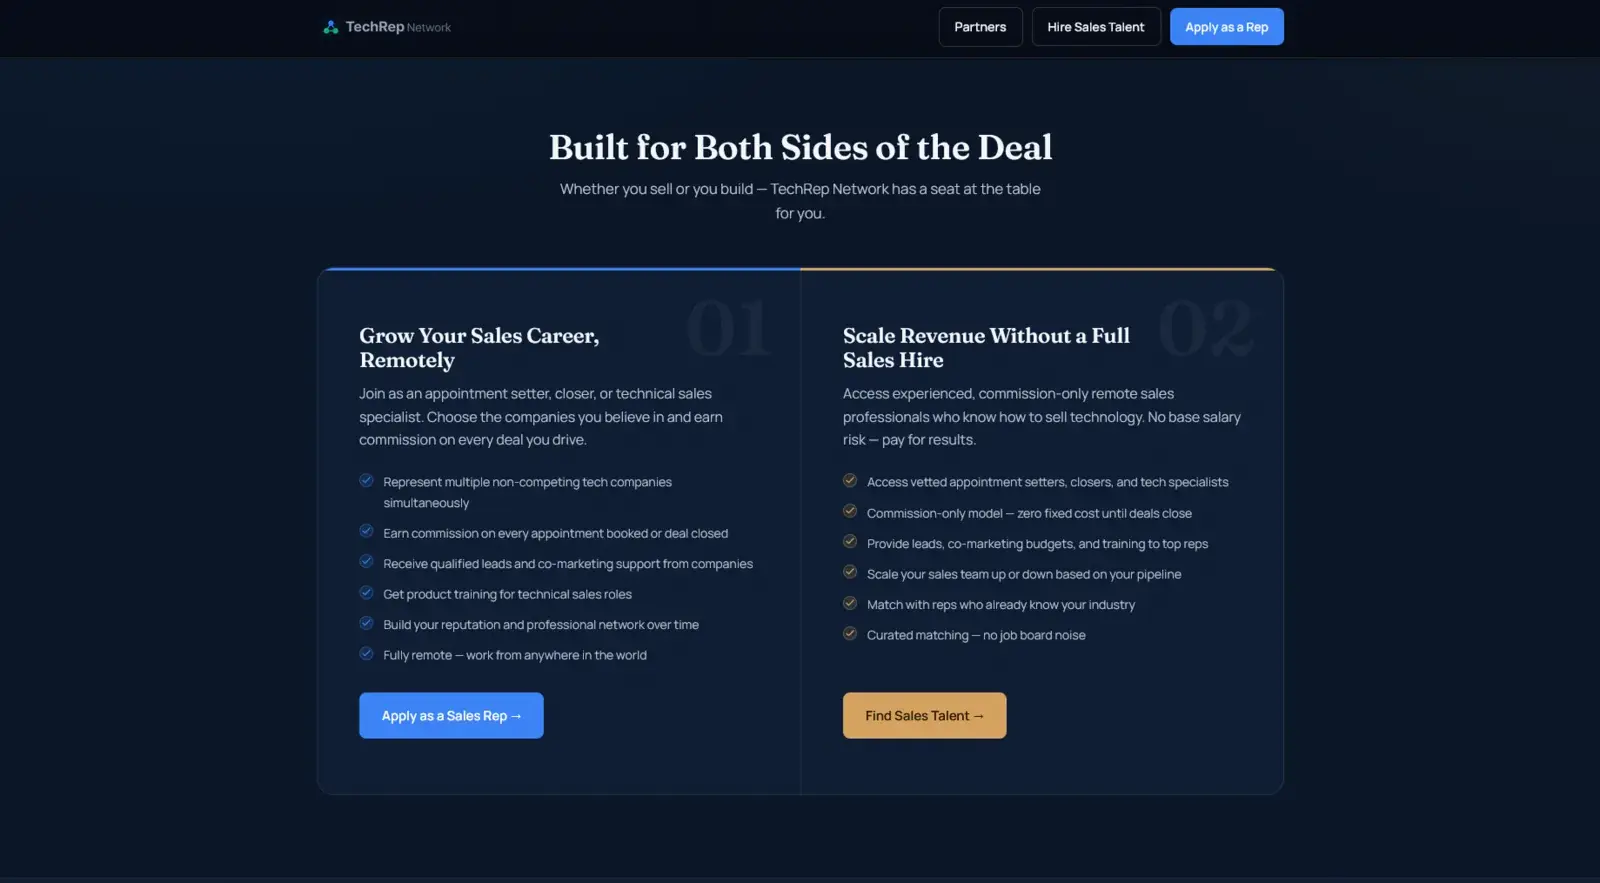 TechRep Network
Partners
Hire Sales Talent
Apply as a Rep
Built for Both Sides of the Deal
Whether you sell or you build — TechRep Network has a seat at the table
for you.
01
Grow Your Sales Career,
Remotely
Join as an appointment setter, closer, or technical sales
specialist. Choose the companies you believe in and earn
commission on every deal you drive.
Represent multiple non-competing tech companies
simultaneously
Earn commission on every appointment booked or deal closed
Receive qualified leads and co-marketing support from companies
Get product training for technical sales roles
Build your reputation and professional network over time
Fully remote — work from anywhere in the world
Apply as a Sales Rep →
02
Scale Revenue Without a Full
Sales Hire
Access experienced, commission-only remote sales
professionals who know how to sell technology. No base salary
risk — pay for results.
Access vetted appointment setters, closers, and tech specialists
Commission-only model — zero fixed cost until deals close
Provide leads, co-marketing budgets, and training to top reps
Scale your sales team up or down based on your pipeline
Match with reps who already know your industry
Curated matching — no job board noise
Find Sales Talent →